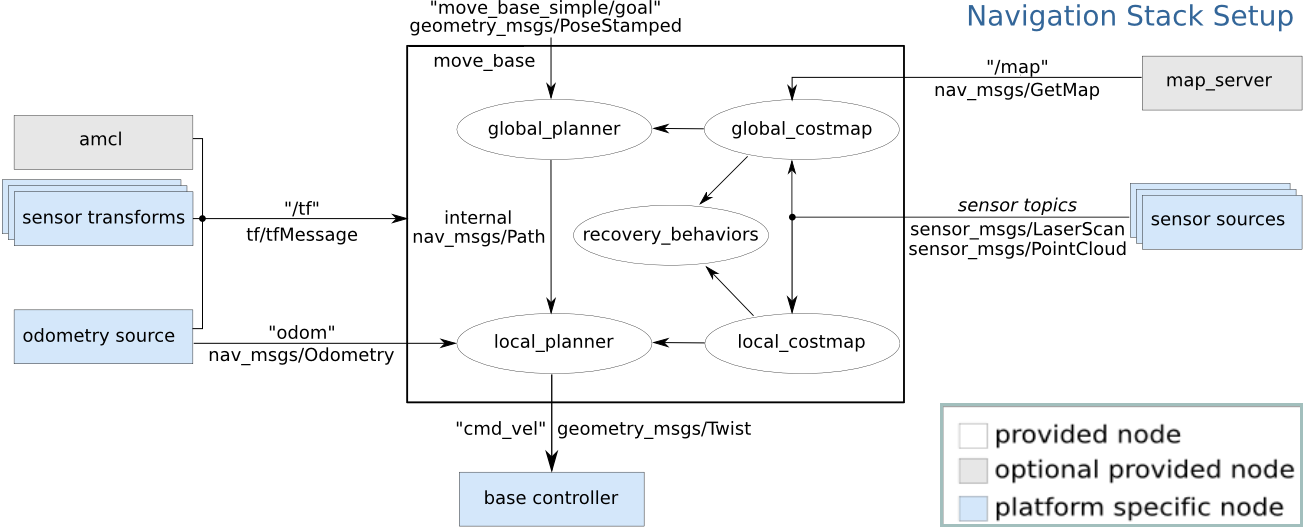 "move_base_simple/goal"
geometry_msgs/PoseStamped
Navigation Stack Setup
move_base
"/map"
nav_msgs/GetMap
map_server
global_planner
global_costmap
amcl
sensor transforms
"/tf"
tf/tfMessage
internal
nav_msgs/Path
recovery_behaviors
sensor topics
sensor_msgs/LaserScan
sensor_msgs/PointCloud
sensor sources
odometry source
"odom"
nav_msgs/Odometry
local_planner
local_costmap
"cmd_vel" geometry_msgs/Twist
base controller
provided node
optional provided node
platform specific node